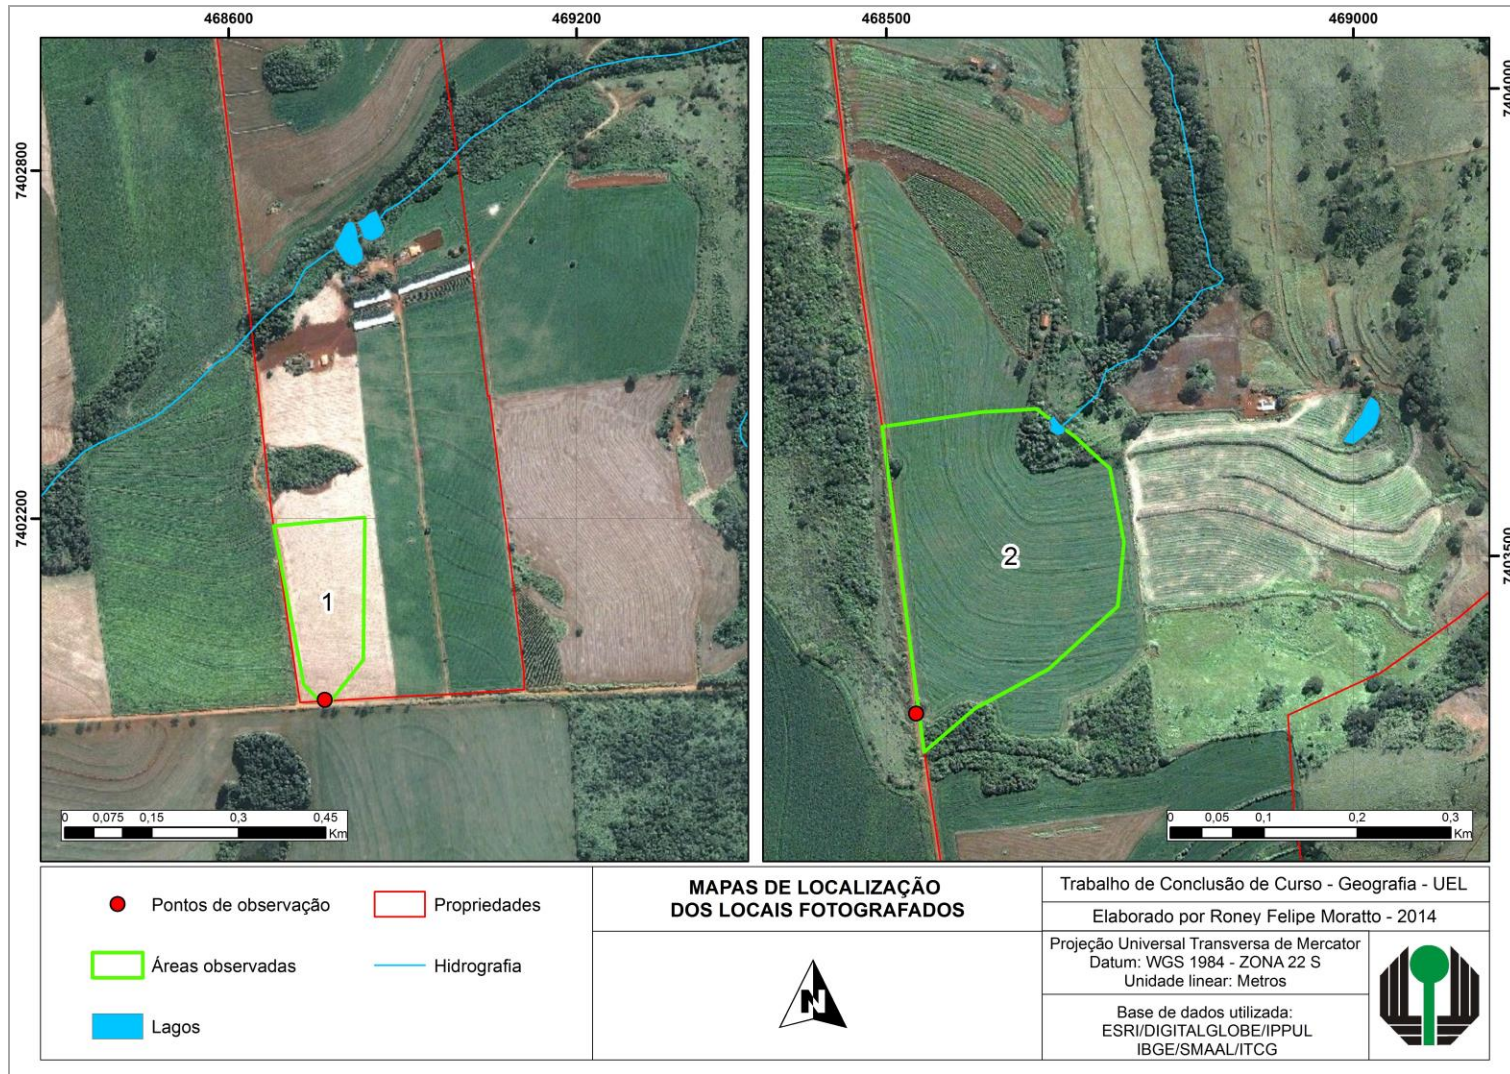 468600
469200
468500
469000
7402800
7402200
7404000
7403500
1
2
0 0,075 0,15 0,3 0,45
Km
0 0,05 0,1 0,2 0,3
Km
Pontos de observação
Propriedades
Áreas observadas
Hidrografia
Lagos
MAPAS DE LOCALIZAÇÃO
DOS LOCAIS FOTOGRAFADOS
N
Trabalho de Conclusão de Curso - Geografia - UEL
Elaborado por Roney Felipe Moratto - 2014
Projeção Universal Transversa de Mercator
Datum: WGS 1984 - ZONA 22 S
Unidade linear: Metros
Base de dados utilizada:
ESRI/DIGITALGLOBE/IPPUL
IBGE/SMAAL/ITCG